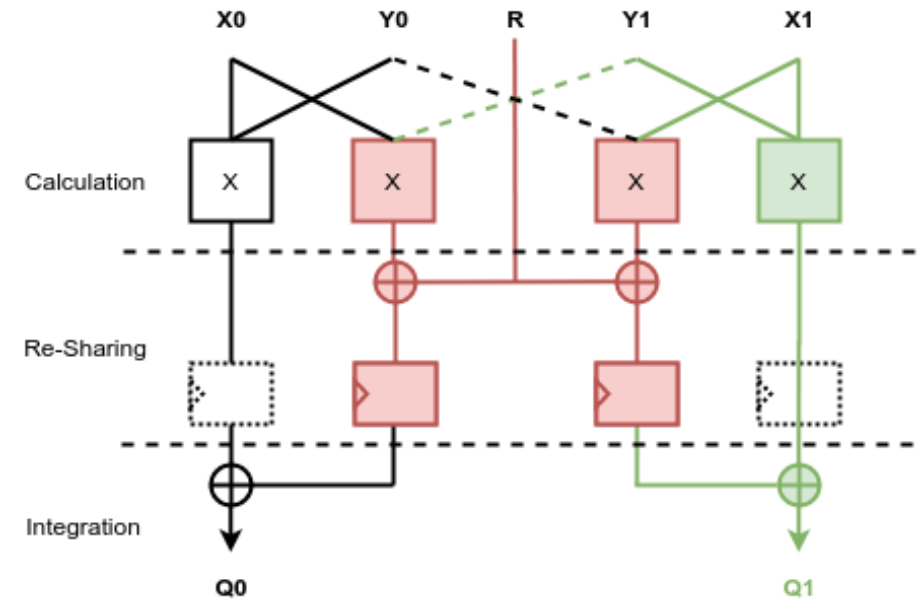 X0 Y0 R Y1 X1
Calculation X X X X
Re-Sharing
Integration
Q0 Q1